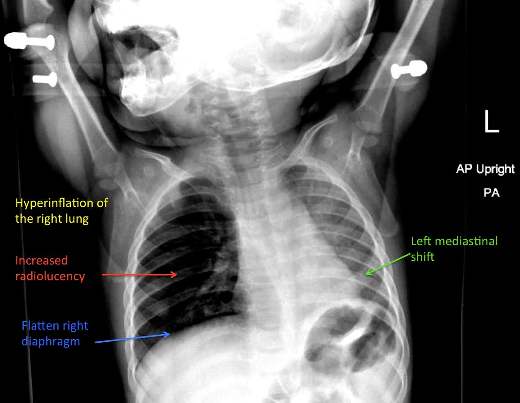 L
AP Upright
PA
Hyperinflation of
the right lung
Left mediastinal
shift
Increased
radiolucency
Flatten right
diaphragm